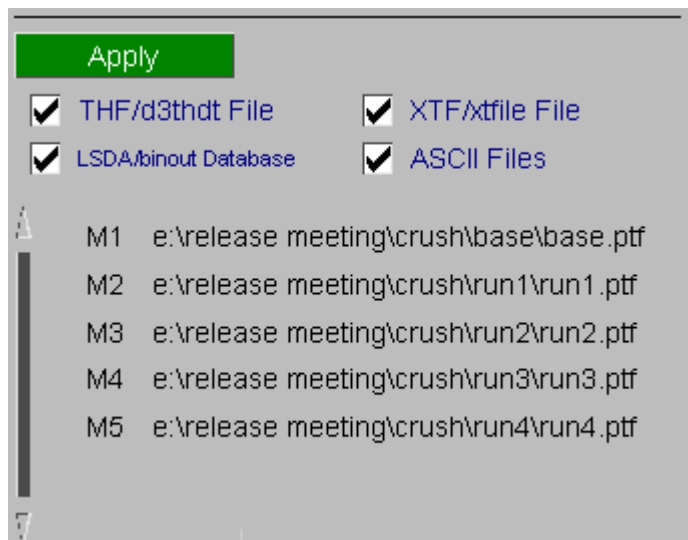 Apply
THF/d3thdt File XTF/xtfile File
LSDA/binout Database ASCII Files
M1 e:\release meeting\crush\base\base.ptf
M2 e:\release meeting\crush\run1\run1.ptf
M3 e:\release meeting\crush\run2\run2.ptf
M4 e:\release meeting\crush\run3\run3.ptf
M5 e:\release meeting\crush\run4\run4.ptf